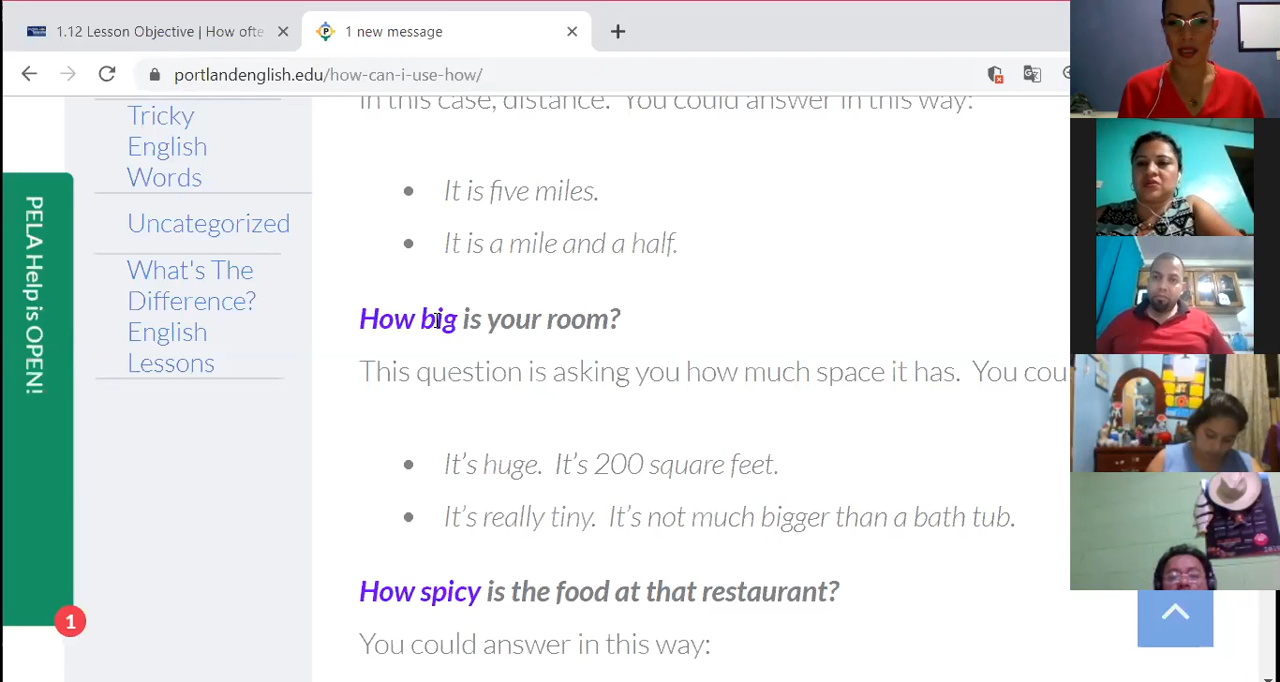 1.12 Lesson Objective | How ofte
1 new message
portlandenglish.edu/how-can-i-use-how/
Tricky
English
Words
Uncategorized
What's The
Difference?
English
Lessons
PELA Help is OPEN!
1
In this case, distance. You could answer in this way:
It is five miles.
It is a mile and a half.
How big is your room?
This question is asking you how much space it has. You cou
It's huge. It's 200 square feet.
It's really tiny. It's not much bigger than a bath tub.
How spicy is the food at that restaurant?
You could answer in this way: